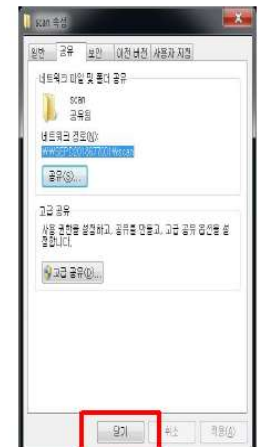 scan 속성
일반 공유 보안 이전 버전 사용자 지정
네트워크 파일 및 폴더 공유
scan
공유됨
네트워크 경로(N):
공유(S)...
고급 공유
사용 권한을 설정하고, 공유를 만들고, 고급 공유 옵션을 설
정합니다.
고급 공유(D)...
닫기 취소 적용(A)